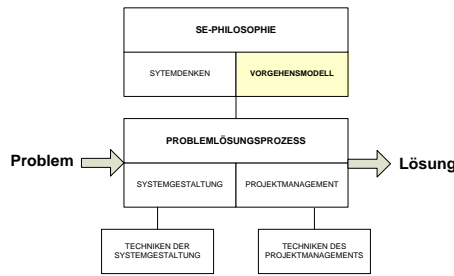 SE-PHILOSOPHIE
SYTEMDENKEN
VORGEHENSMODELL
PROBLEMLÖSUNGSPROZESS
Problem
Lösung
SYSTEMGESTALTUNG
PROJEKTMANAGEMENT
TECHNIKEN DER
SYSTEMGESTALTUNG
TECHNIKEN DES
PROJEKTMANAGEMENTS